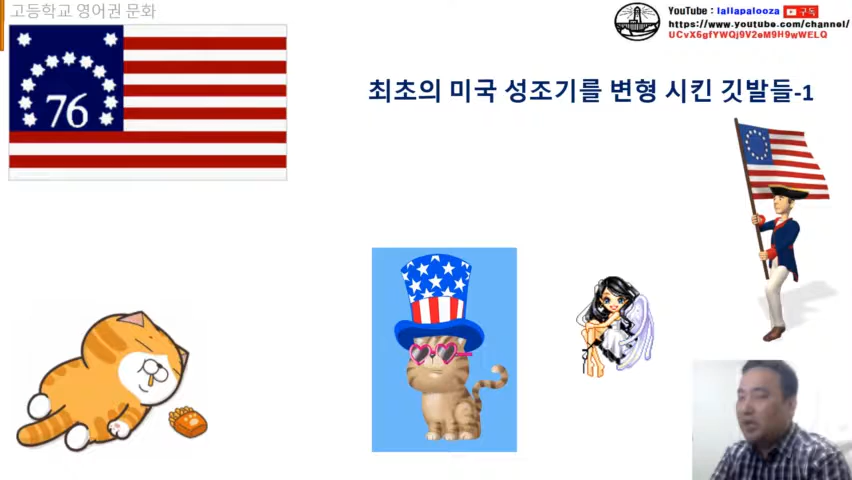 고등학교 영어권 문화
YouTube : lallapalooza 구독
https://www.youtube.com/channel/
UCvX6gfYWQj9V2eM9H9wWELQ
최초의 미국 성조기를 변형 시킨 깃발들-1
76